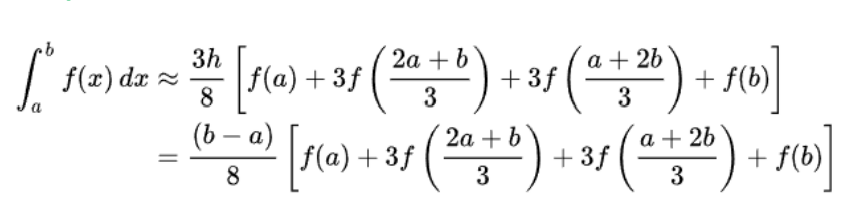 ∫_a^b f(x) dx ≈ 3h/8 [f(a) + 3f((2a + b)/3) + 3f((a + 2b)/3) + f(b)]
= (b − a)/8 [f(a) + 3f((2a + b)/3) + 3f((a + 2b)/3) + f(b)]